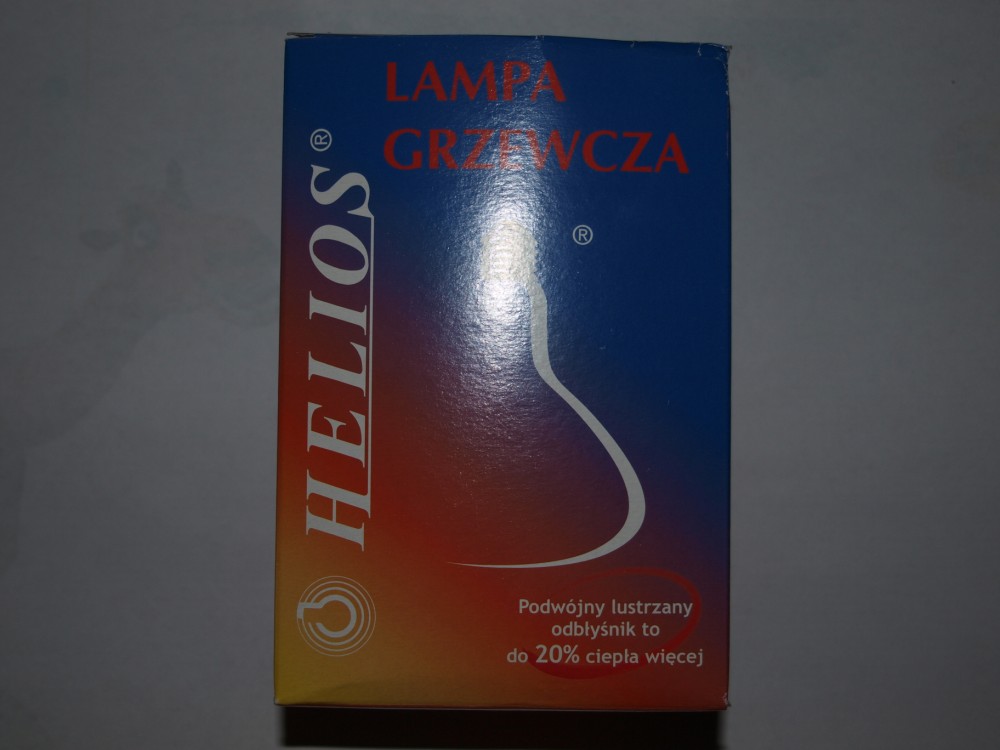 LAMPA
GRZEWCZA
HELIOS®
®
Podwójny lustrzany
odbłyśnik to
do 20% ciepła więcej